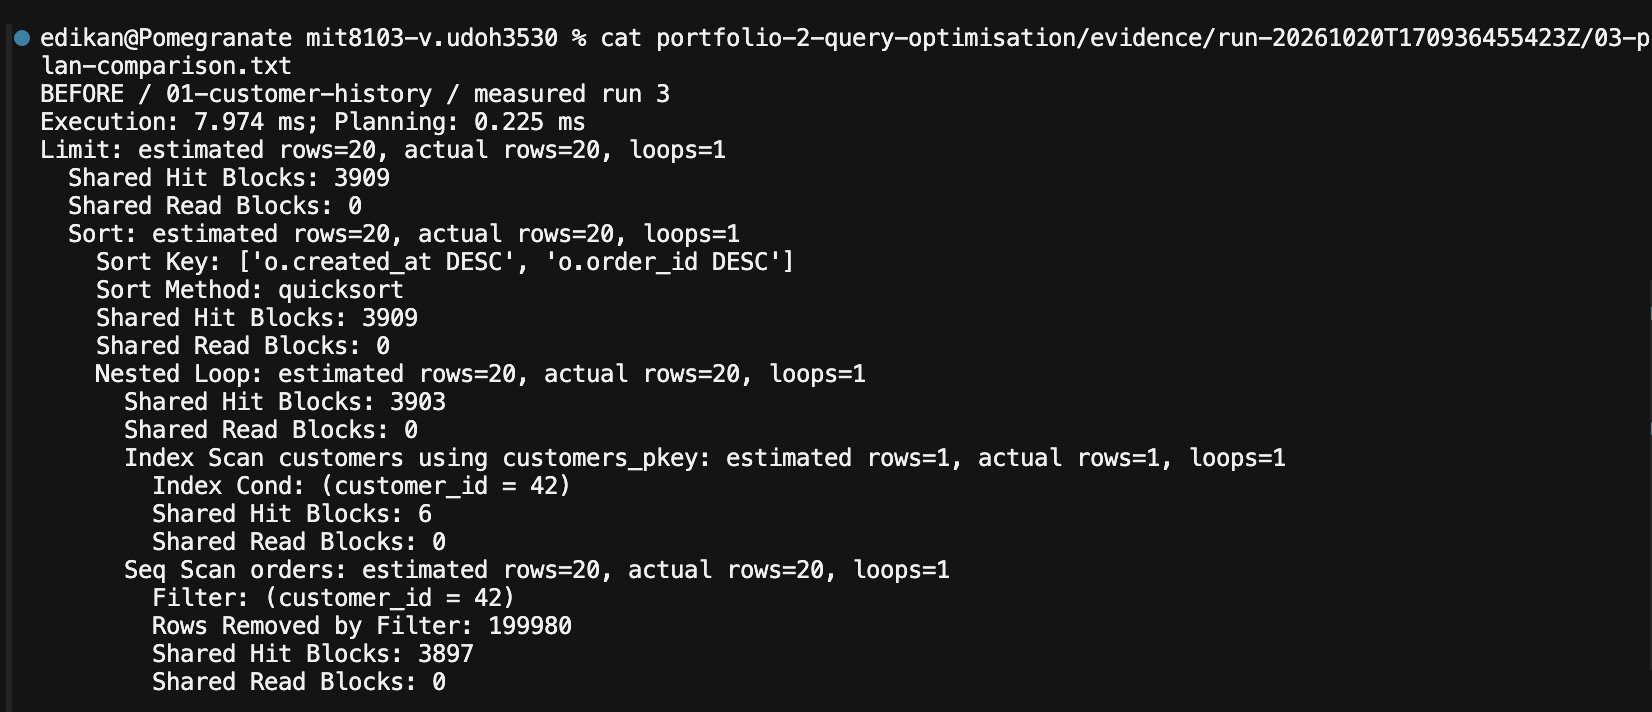 edikan@Pomegranate mit8103-v.udoh3530 % cat portfolio-2-query-optimisation/evidence/run-20261020T170936455423Z/03-p
lan-comparison.txt
BEFORE / 01-customer-history / measured run 3
Execution: 7.974 ms; Planning: 0.225 ms
Limit: estimated rows=20, actual rows=20, loops=1
  Shared Hit Blocks: 3909
  Shared Read Blocks: 0
  Sort: estimated rows=20, actual rows=20, loops=1
    Sort Key: ['o.created_at DESC', 'o.order_id DESC']
    Sort Method: quicksort
    Shared Hit Blocks: 3909
    Shared Read Blocks: 0
    Nested Loop: estimated rows=20, actual rows=20, loops=1
      Shared Hit Blocks: 3903
      Shared Read Blocks: 0
      Index Scan customers using customers_pkey: estimated rows=1, actual rows=1, loops=1
        Index Cond: (customer_id = 42)
        Shared Hit Blocks: 6
        Shared Read Blocks: 0
      Seq Scan orders: estimated rows=20, actual rows=20, loops=1
        Filter: (customer_id = 42)
        Rows Removed by Filter: 199980
        Shared Hit Blocks: 3897
        Shared Read Blocks: 0